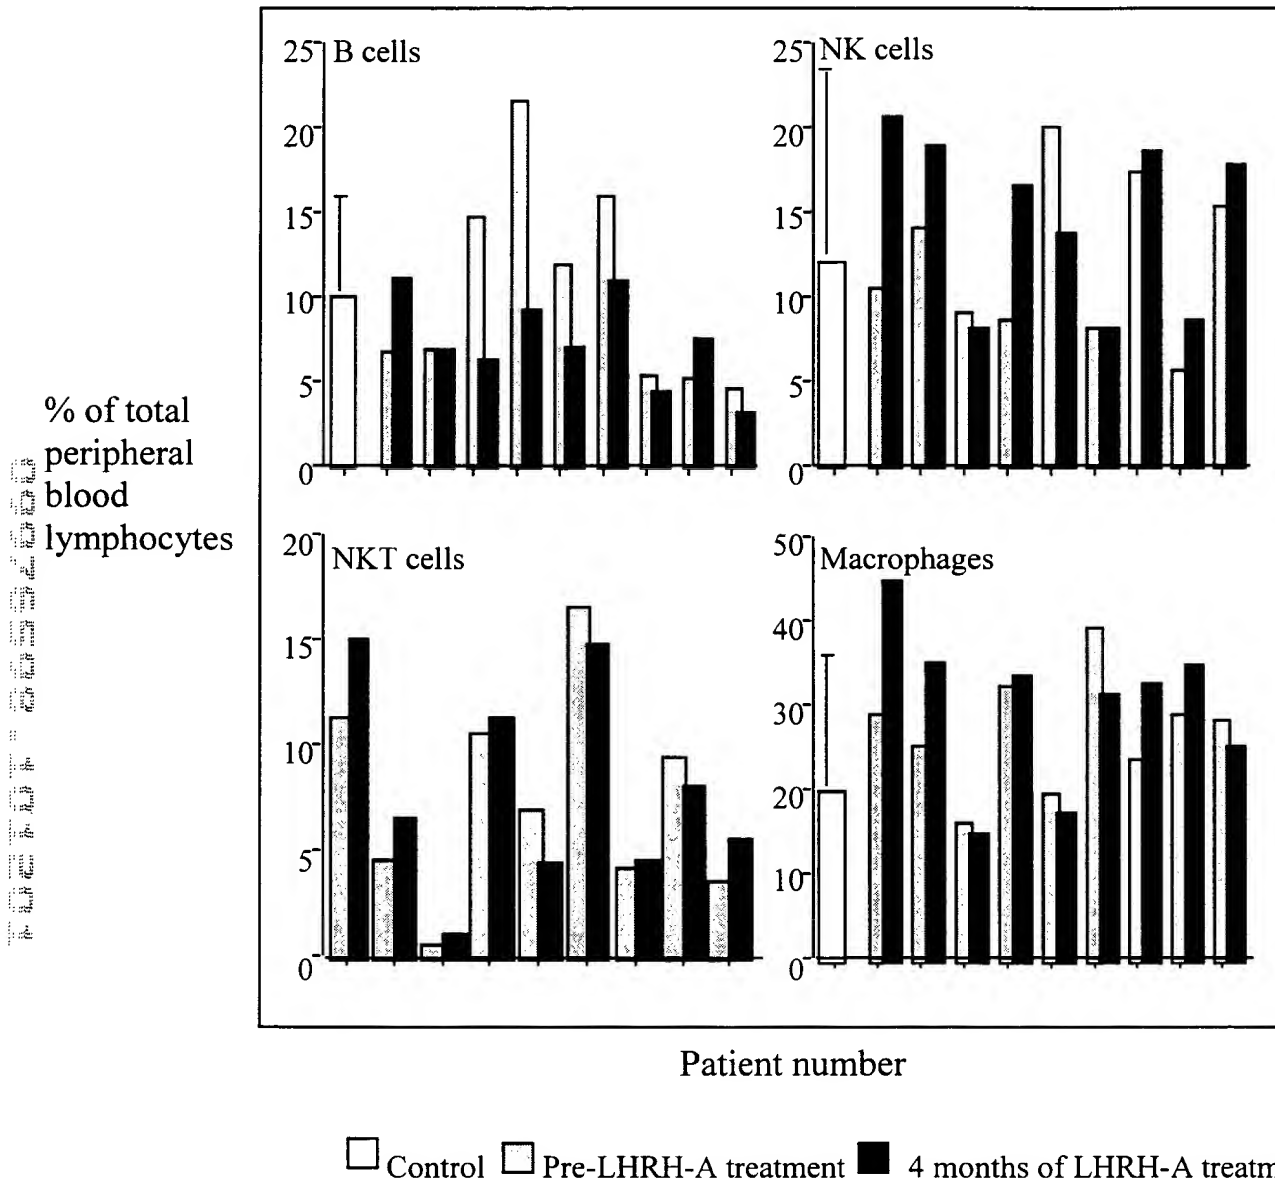 25 B cells
20
15
10
5
0
25 NK cells
20
15
10
5
0
% of total
peripheral
blood
lymphocytes
20
NKT cells
15
10
5
0
50
Macrophages
40
30
20
10
0
Patient number
Control Pre-LHRH-A treatment 4 months of LHRH-A treatm